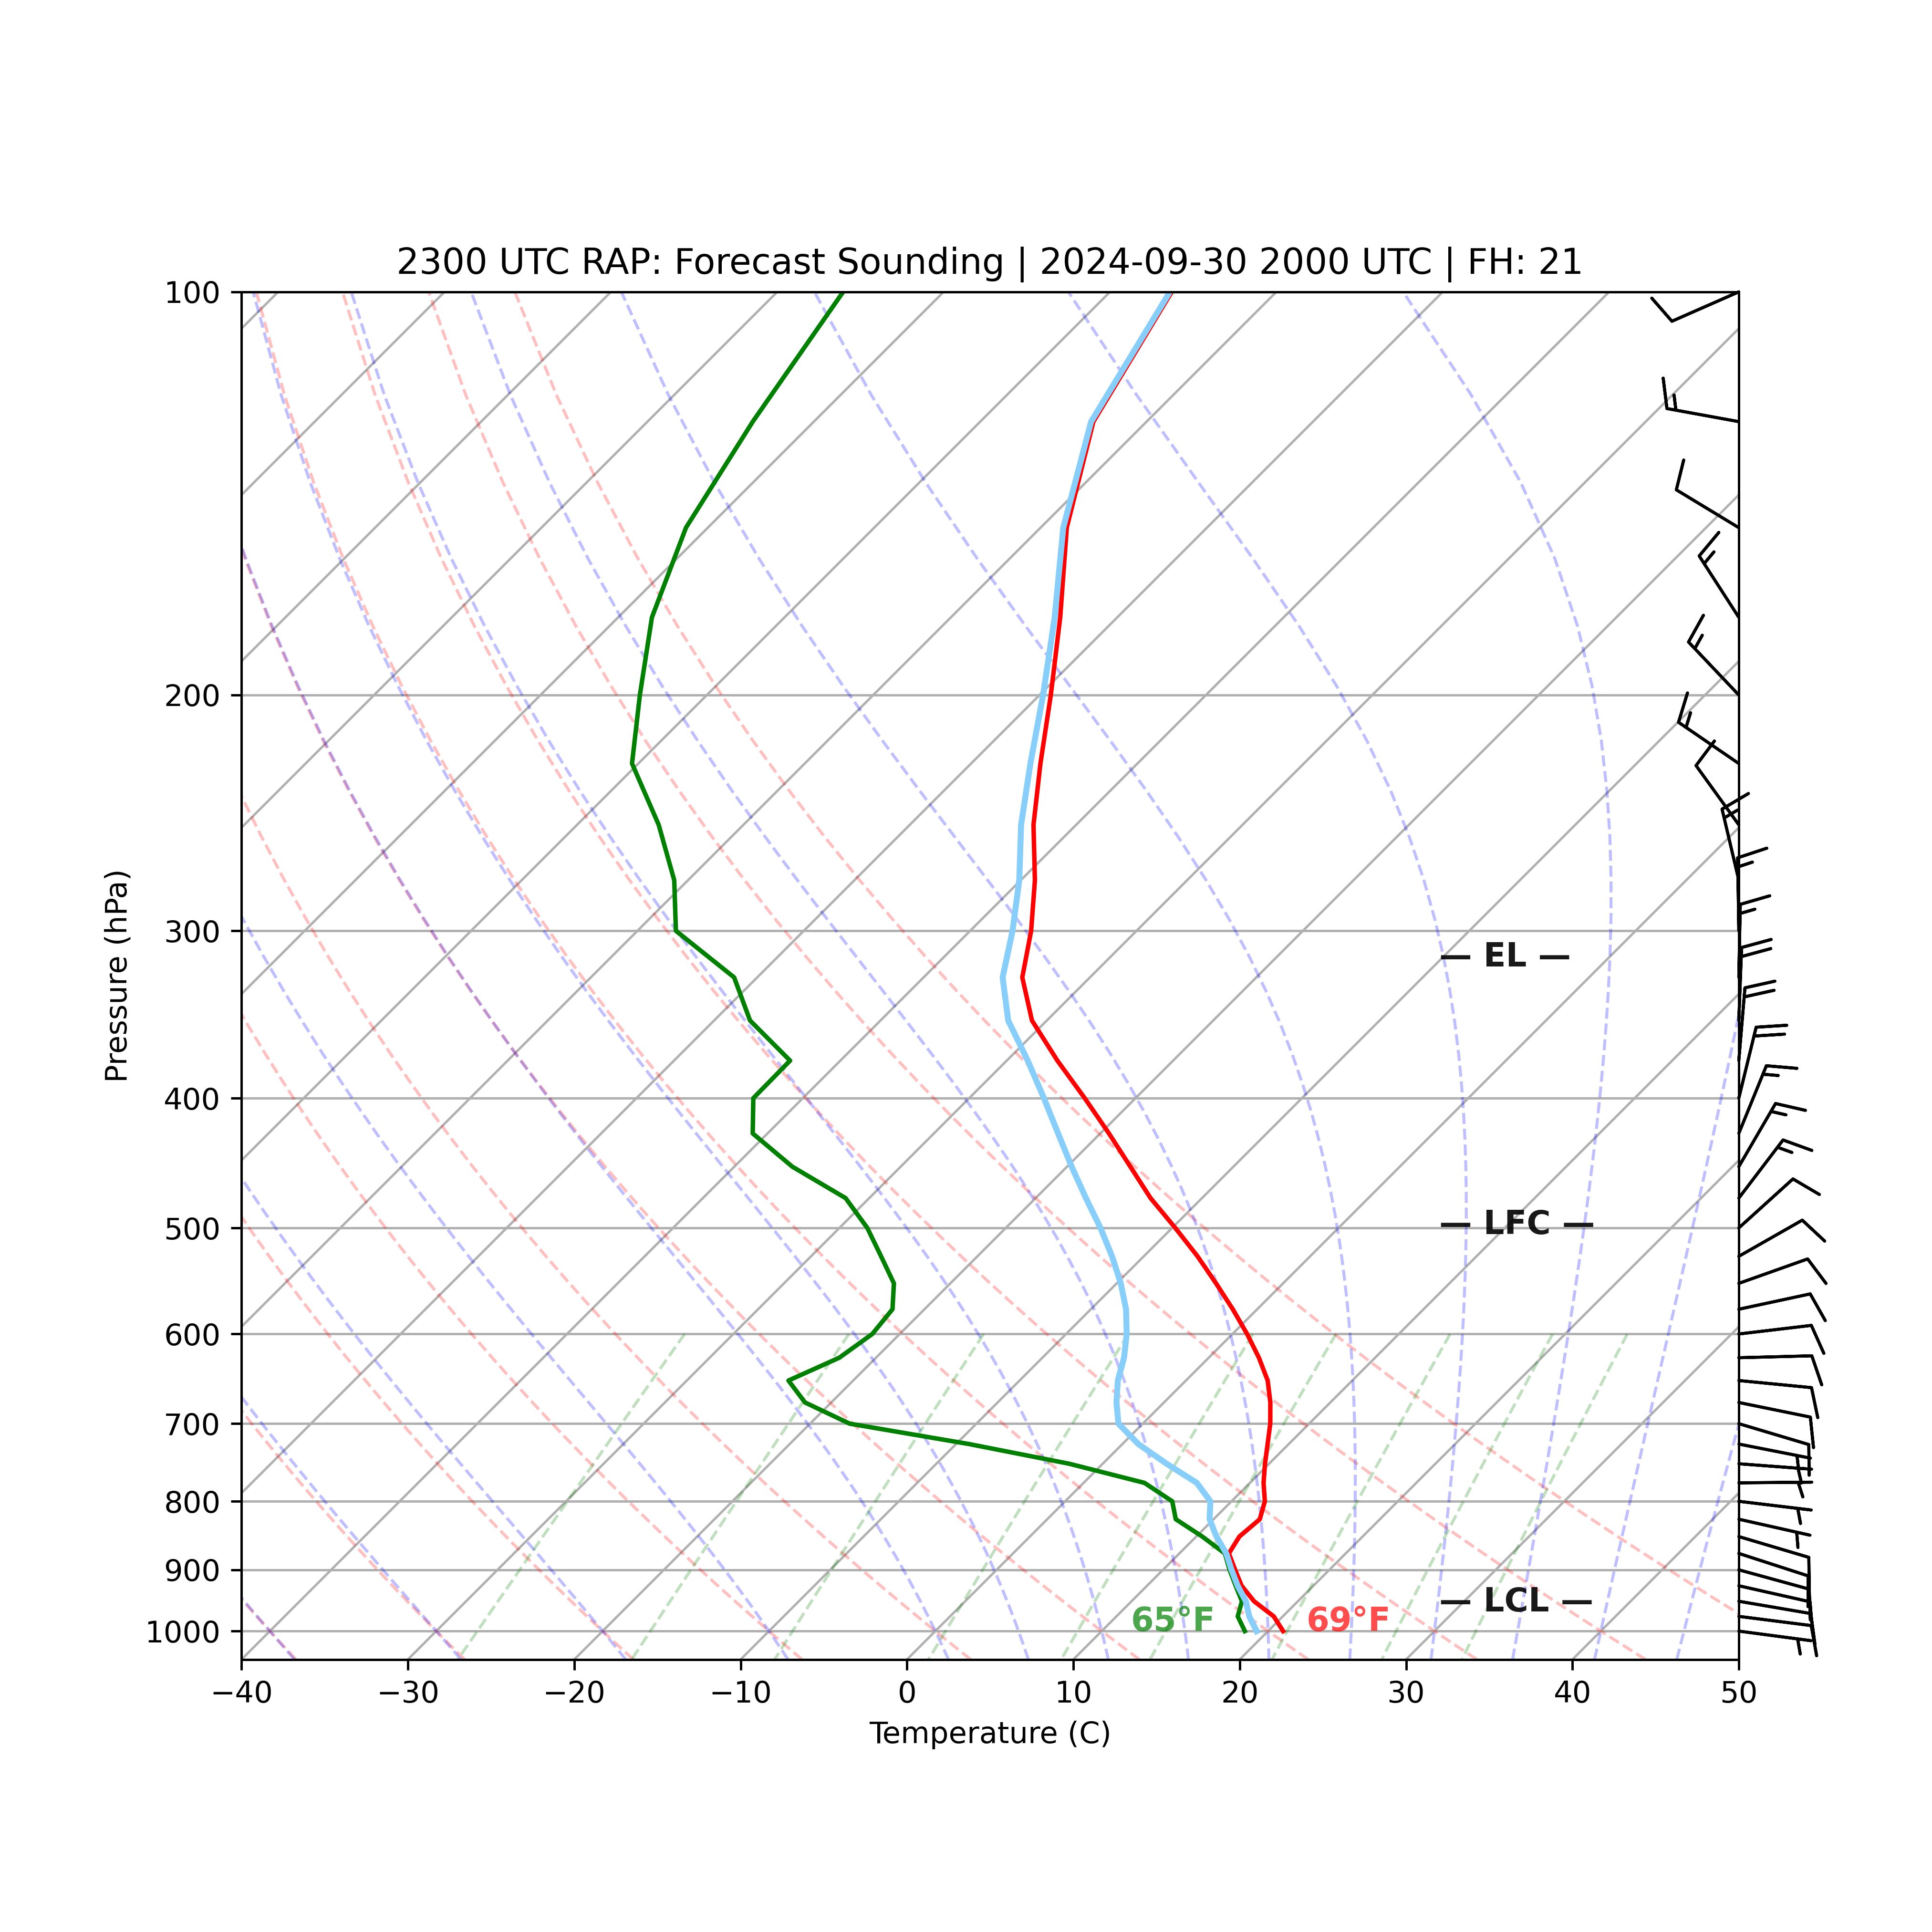 2300 UTC RAP: Forecast Sounding | 2024-09-30 2000 UTC | FH: 21
100
200
300
400
500
600
700
800
900
1000
Pressure (hPa)
— EL —
— LFC —
— LCL —
65°F
69°F
−40
−30
−20
−10
0
10
20
30
40
50
Temperature (C)